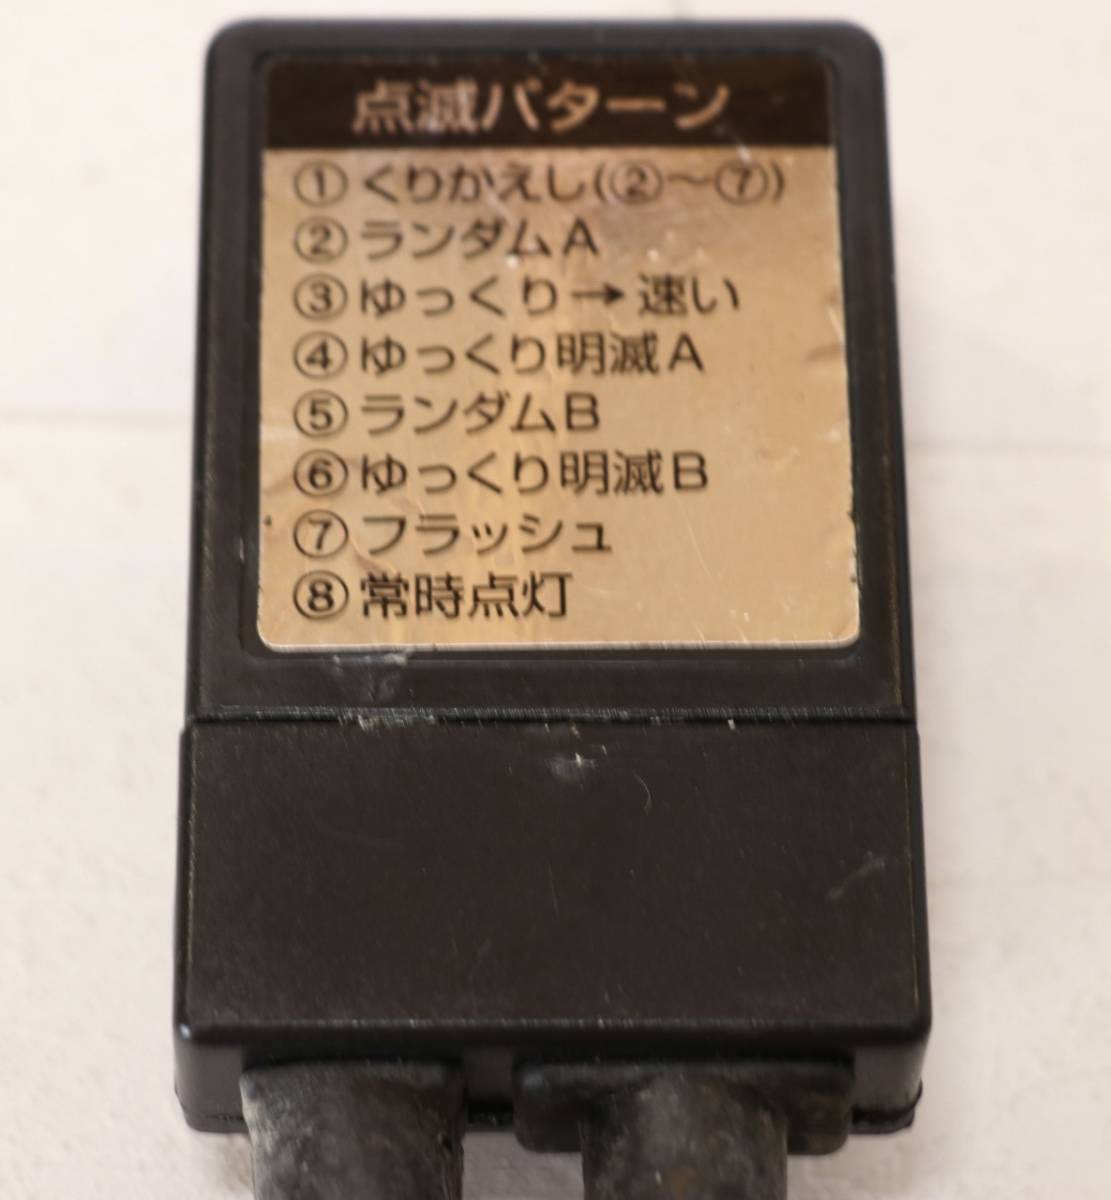 点滅パターン
①くりかえし(②〜⑦)
②ランダムA
③ゆっくり→速い
④ゆっくり明滅A
⑤ランダムB
⑥ゆっくり明滅B
⑦フラッシュ
⑧常時点灯